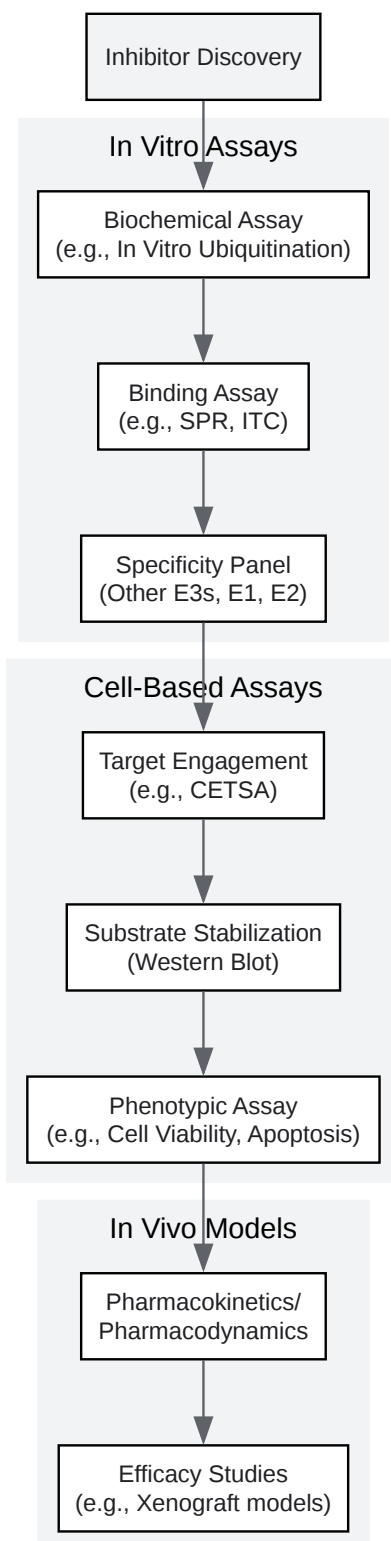 Inhibitor Discovery
In Vitro Assays
Biochemical Assay
(e.g., In Vitro Ubiquitination)
Binding Assay
(e.g., SPR, ITC)
Specificity Panel
(Other E3s, E1, E2)
Cell-Based Assays
Target Engagement
(e.g., CETSA)
Substrate Stabilization
(Western Blot)
Phenotypic Assay
(e.g., Cell Viability, Apoptosis)
In Vivo Models
Pharmacokinetics/
Pharmacodynamics
Efficacy Studies
(e.g., Xenograft models)